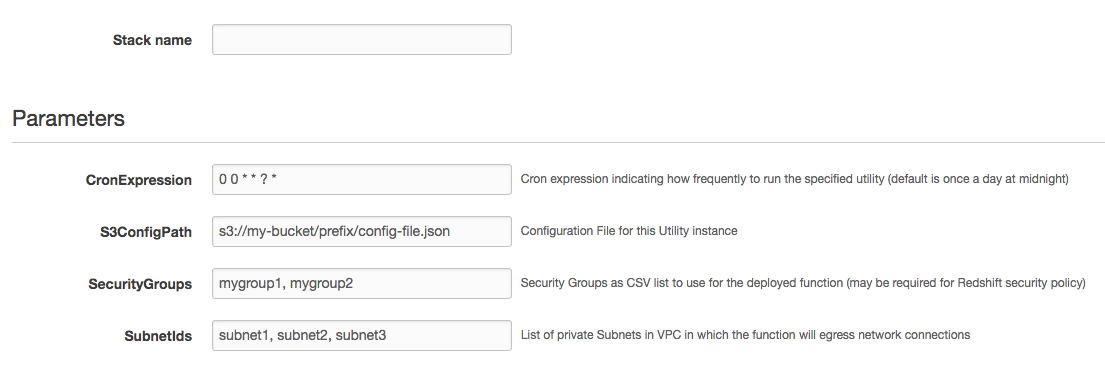 Stack name
Parameters
CronExpression 0 0 * * ? * Cron expression indicating how frequently to run the specified utility (default is once a day at midnight)
S3ConfigPath s3://my-bucket/prefix/config-file.json Configuration File for this Utility instance
SecurityGroups mygroup1, mygroup2 Security Groups as CSV list to use for the deployed function (may be required for Redshift security policy)
SubnetIds subnet1, subnet2, subnet3 List of private Subnets in VPC in which the function will egress network connections